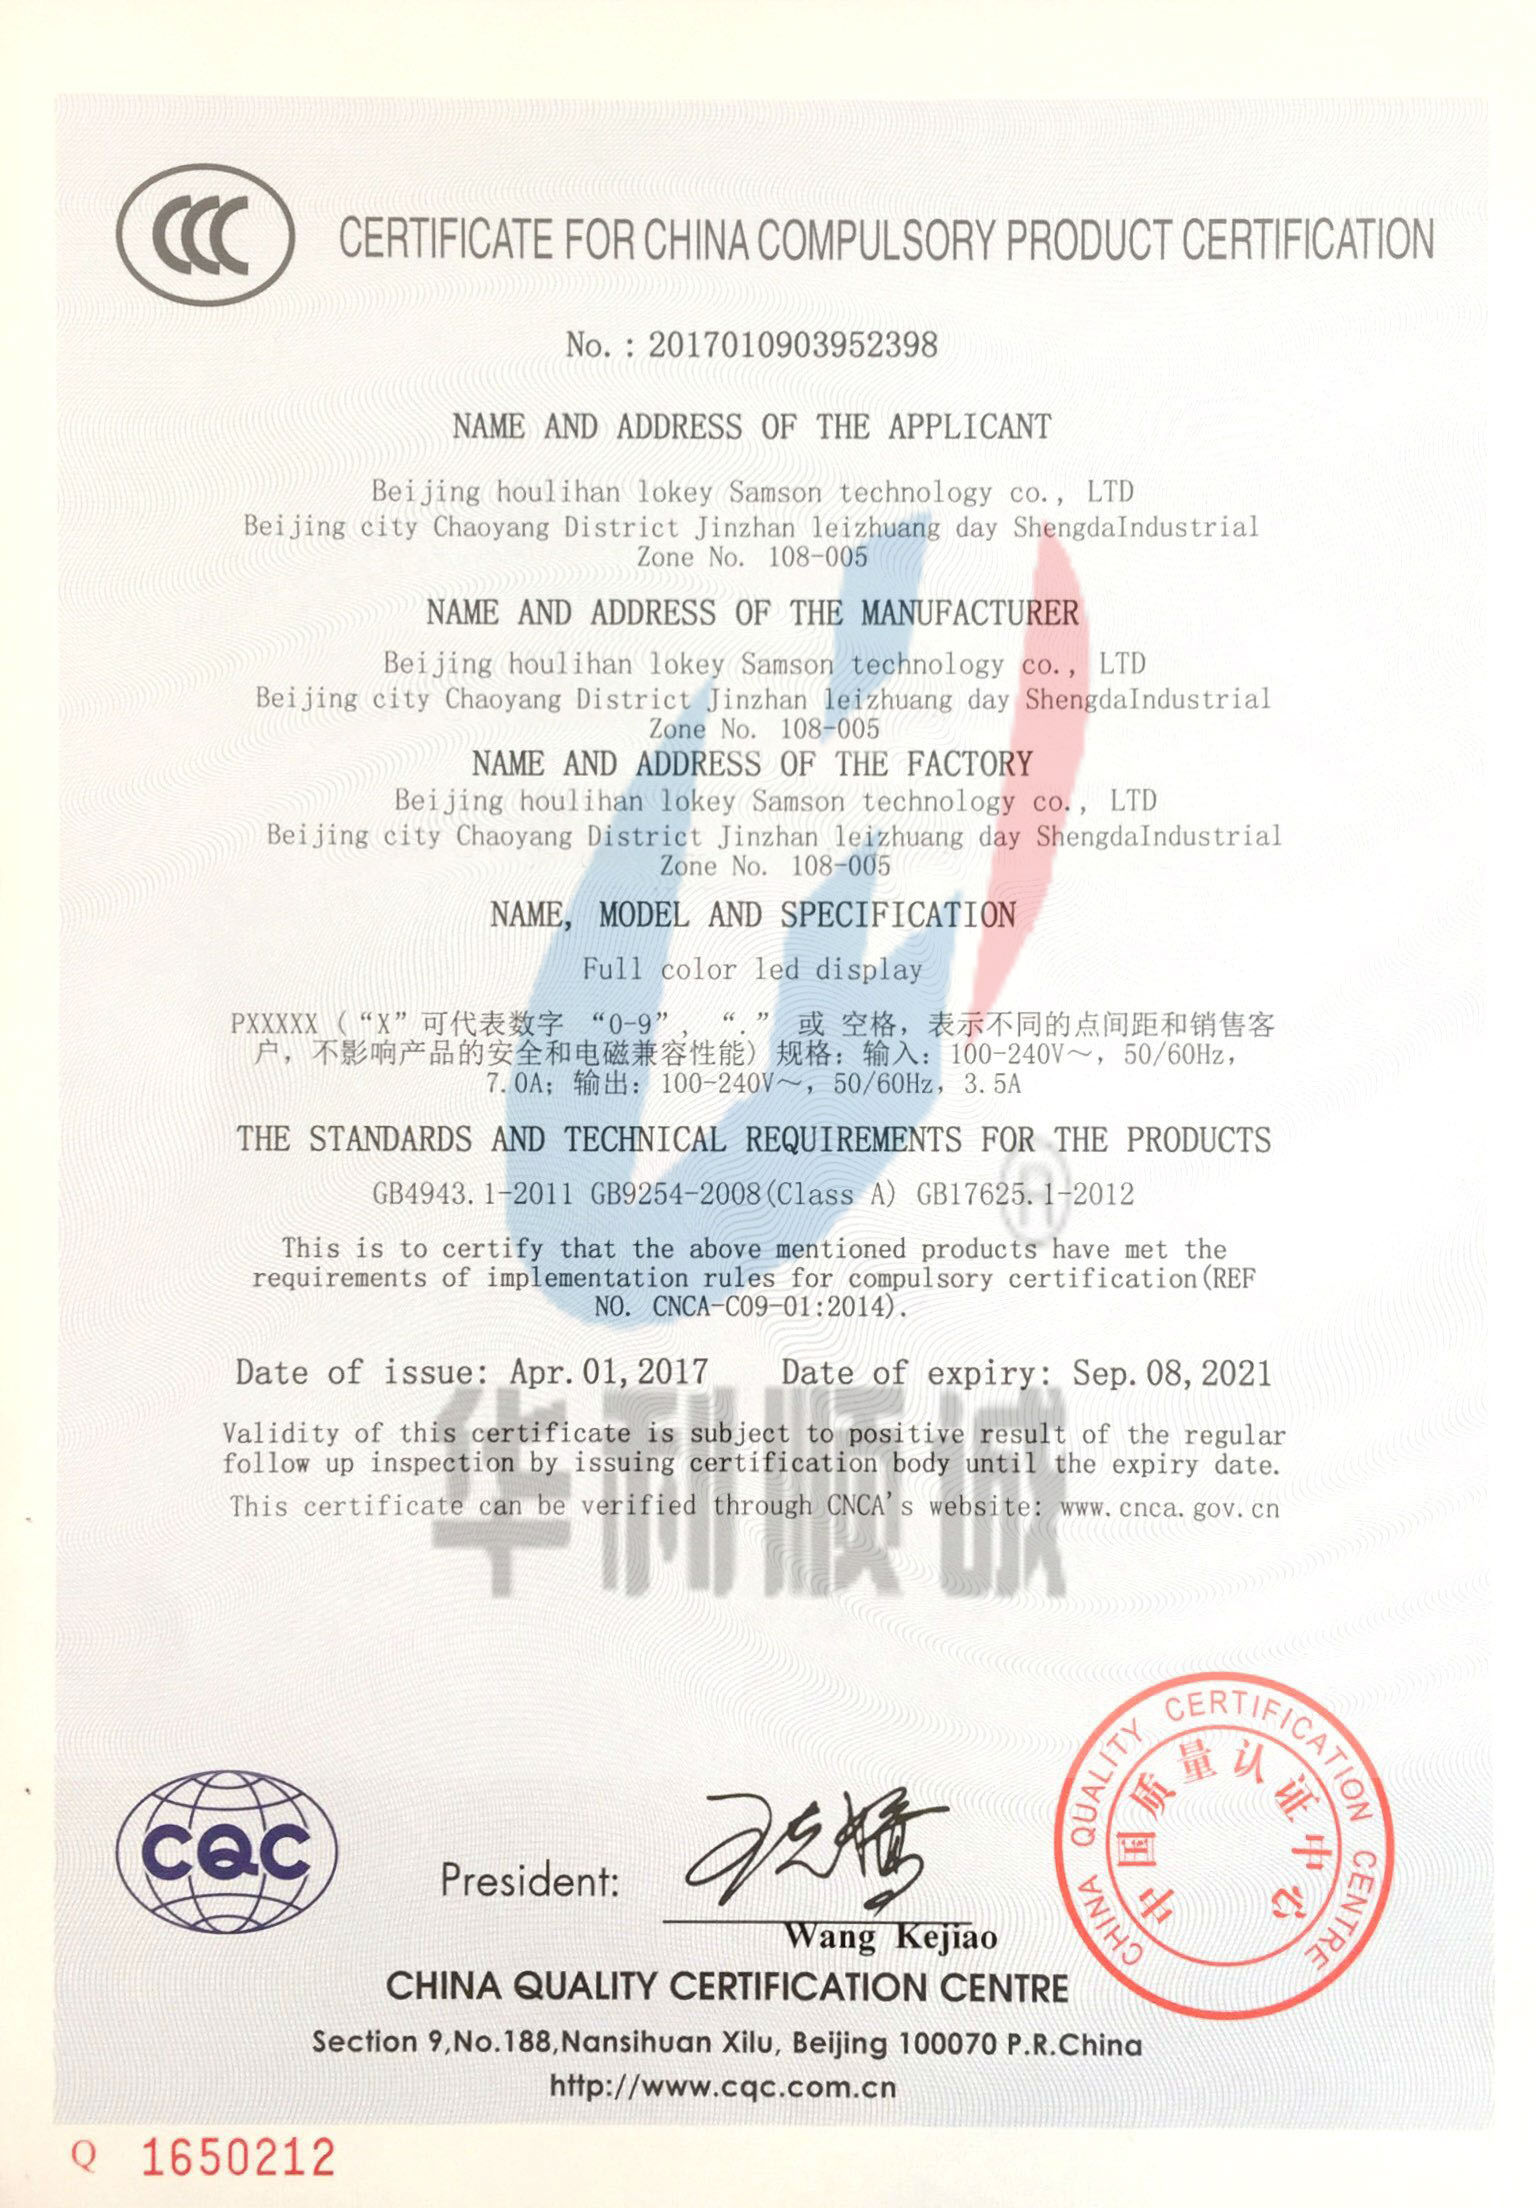 CCC
CERTIFICATE FOR CHINA COMPULSORY PRODUCT CERTIFICATION
No. : 2017010903952398
NAME AND ADDRESS OF THE APPLICANT
Beijing houlihan lokey Samson technology co., LTD
Beijing city Chaoyang District Jinzhan leizhuang day ShengdaIndustrial
Zone No. 108-005
NAME AND ADDRESS OF THE MANUFACTURER
Beijing houlihan lokey Samson technology co., LTD
Beijing city Chaoyang District Jinzhan leizhuang day ShengdaIndustrial
Zone No. 108-005
NAME AND ADDRESS OF THE FACTORY
Beijing houlihan lokey Samson technology co., LTD
Beijing city Chaoyang District Jinzhan leizhuang day ShengdaIndustrial
Zone No. 108-005
NAME, MODEL AND SPECIFICATION
Full color led display
PXXXXX（“X”可代表数字 “0-9”, “.” 或 空格，表示不同的点间距和销售客
户，不影响产品的安全和电磁兼容性能）规格：输入：100-240V～，50/60Hz，
7.0A；输出：100-240V～，50/60Hz，3.5A
THE STANDARDS AND TECHNICAL REQUIREMENTS FOR THE PRODUCTS
GB4943.1-2011 GB9254-2008(Class A) GB17625.1-2012
®
This is to certify that the above mentioned products have met the
requirements of implementation rules for compulsory certification(REF
NO. CNCA-C09-01:2014).
Date of issue: Apr.01,2017 Date of expiry: Sep.08,2021
华利顺诚
Validity of this certificate is subject to positive result of the regular
follow up inspection by issuing certification body until the expiry date.
This certificate can be verified through CNCA's website: www.cnca.gov.cn
CHINA QUALITY CERTIFICATION CENTRE
中国质量认证中心
CQC
President:
王克娇
Wang Kejiao
CHINA QUALITY CERTIFICATION CENTRE
Section 9,No.188,Nansihuan Xilu, Beijing 100070 P.R.China
http://www.cqc.com.cn
Q 1650212